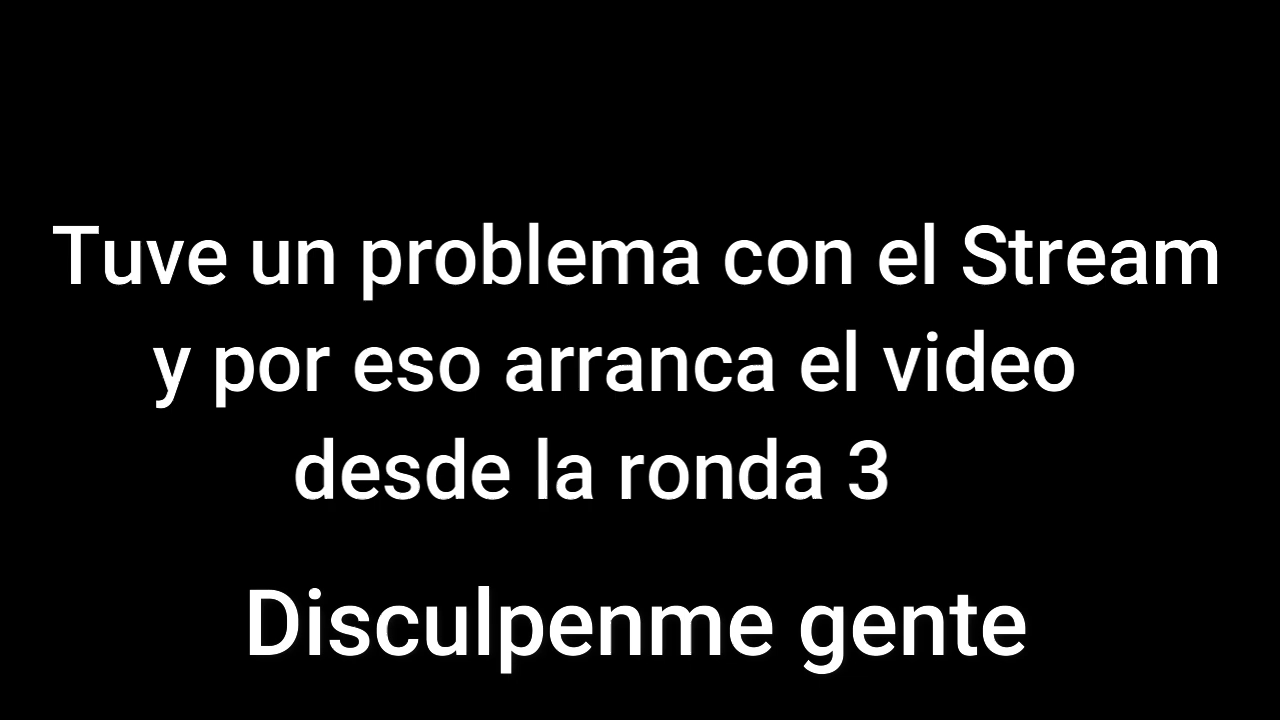 Tuve un problema con el Stream
y por eso arranca el video
desde la ronda 3
Disculpenme gente